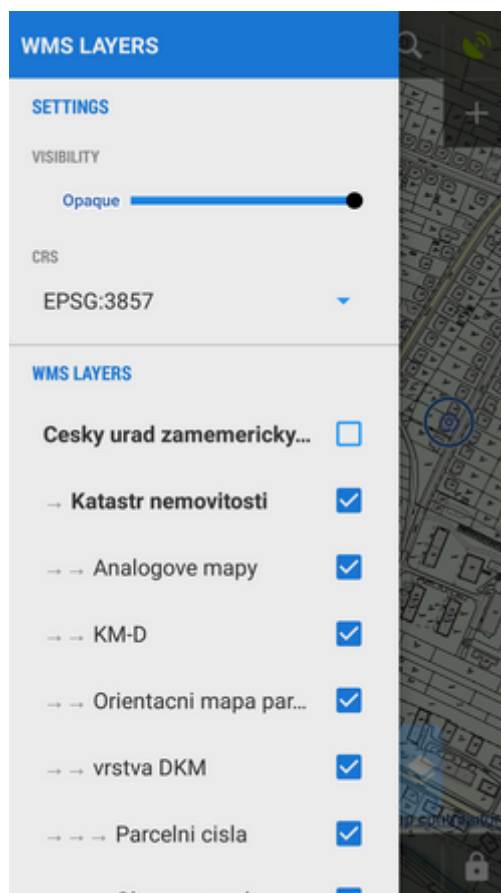 WMS LAYERS
SETTINGS
VISIBILITY
Opaque
CRS
EPSG:3857
WMS LAYERS
Cesky urad zamemericky...
→ Katastr nemovitosti
→ → Analogove mapy
→ → KM-D
→ → Orientacni mapa par...
→ → vrstva DKM
→ → → Parcelni cisla